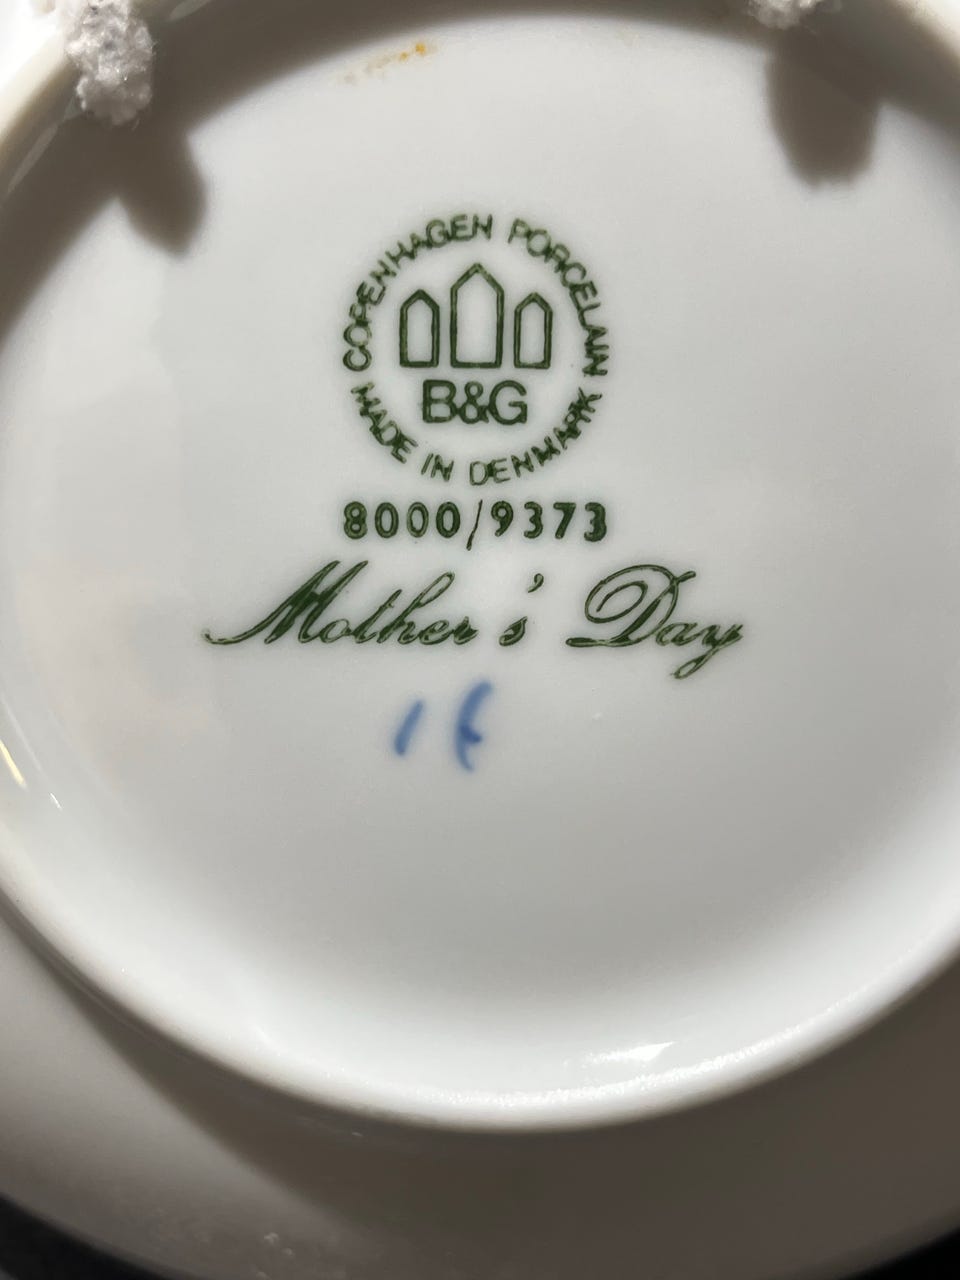 COPENHAGEN PORCELAIN
B&G
MADE IN DENMARK
8000/9373
Mother's Day